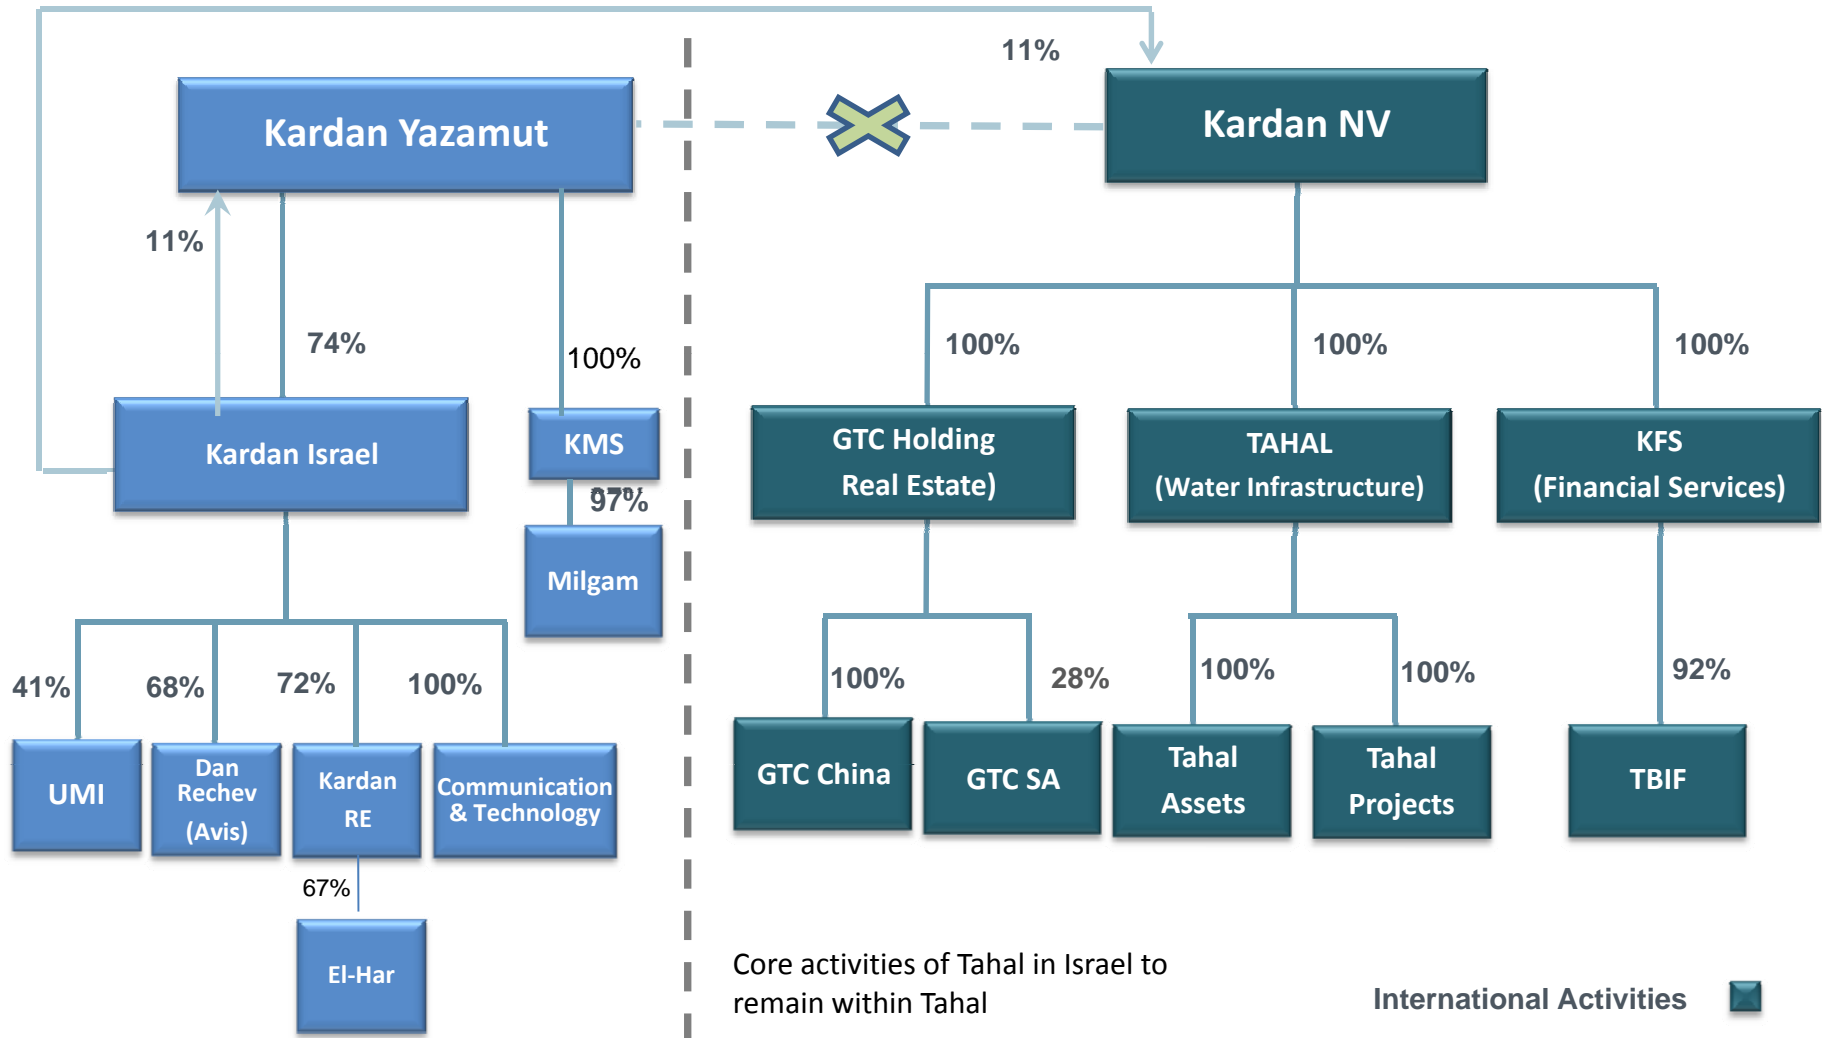 11%
Kardan Yazamut
Kardan NV
11%
74%
100%
100%
100%
100%
Kardan Israel
KMS
97%
Milgam
GTC Holding
Real Estate)
TAHAL
(Water Infrastructure)
KFS
(Financial Services)
41%
68%
72%
100%
100%
28%
100%
100%
92%
UMI
Dan
Rechev
(Avis)
Kardan
RE
Communication
& Technology
GTC China
GTC SA
Tahal
Assets
Tahal
Projects
TBIF
67%
El-Har
Core activities of Tahal in Israel to
remain within Tahal
International Activities